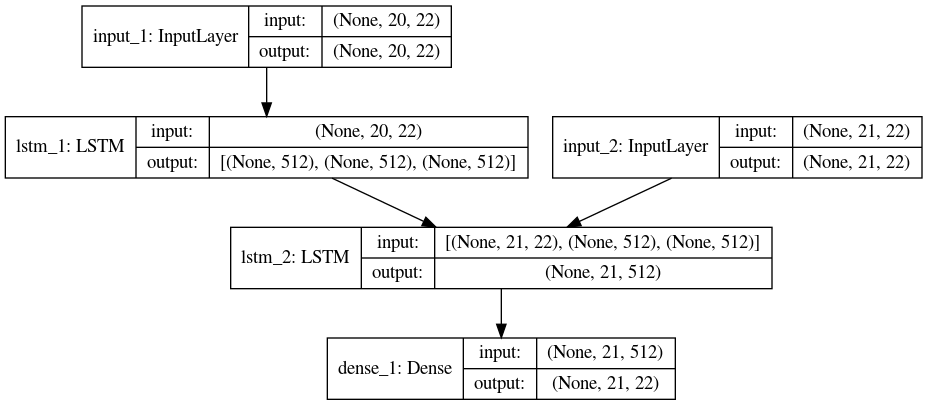 input_1: InputLayer
input: (None, 20, 22)
output: (None, 20, 22)
lstm_1: LSTM
input: (None, 20, 22)
output: [(None, 512), (None, 512), (None, 512)]
input_2: InputLayer
input: (None, 21, 22)
output: (None, 21, 22)
lstm_2: LSTM
input: [(None, 21, 22), (None, 512), (None, 512)]
output: (None, 21, 512)
dense_1: Dense
input: (None, 21, 512)
output: (None, 21, 22)